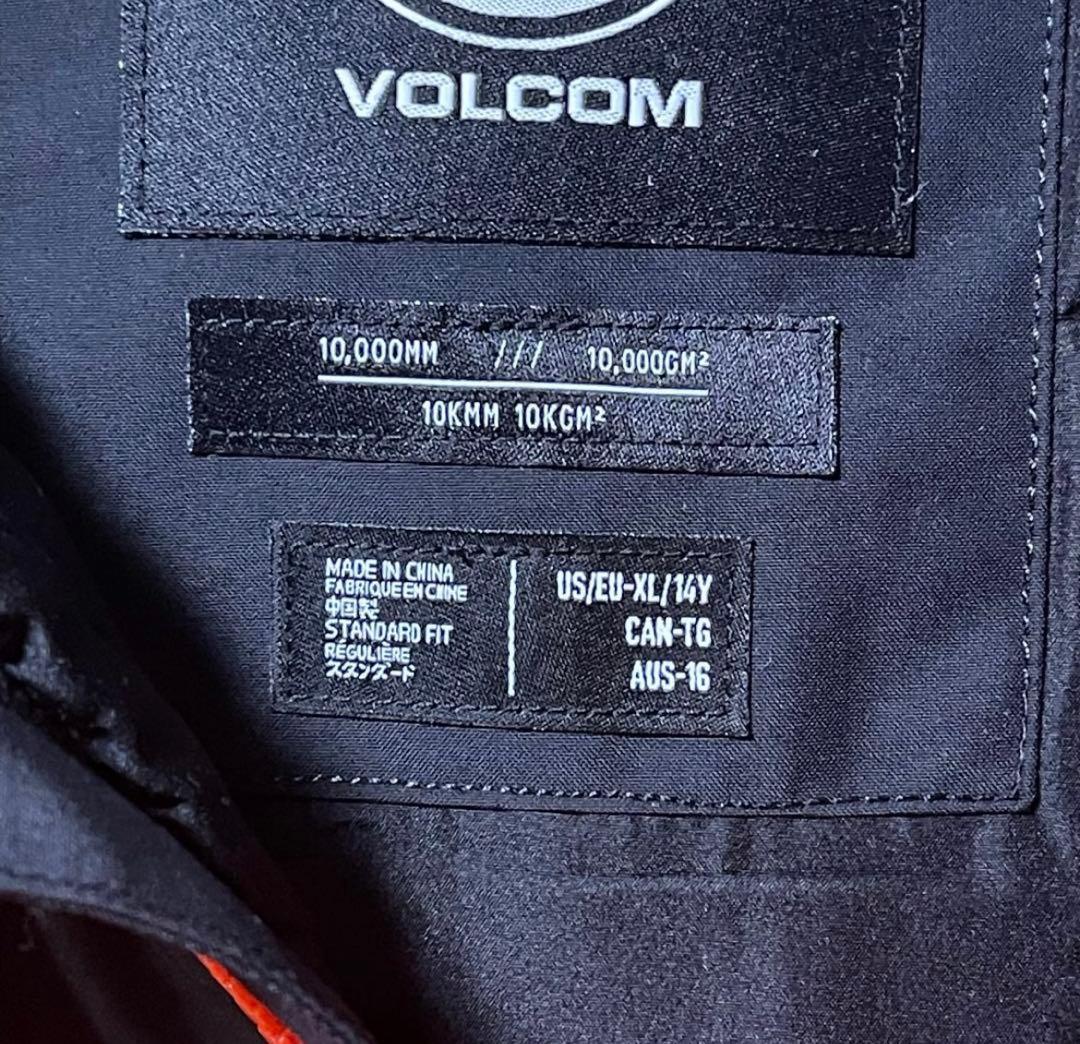 VOLCOM
10,000MM /// 10,000GM²
10KMM 10KGM²
MADE IN CHINA
FABRIQUE EN CHINE
中国製
STANDARD FIT
RÉGULIÈRE
スタンダード
US/EU-XL/14Y
CAN-TG
AUS-16